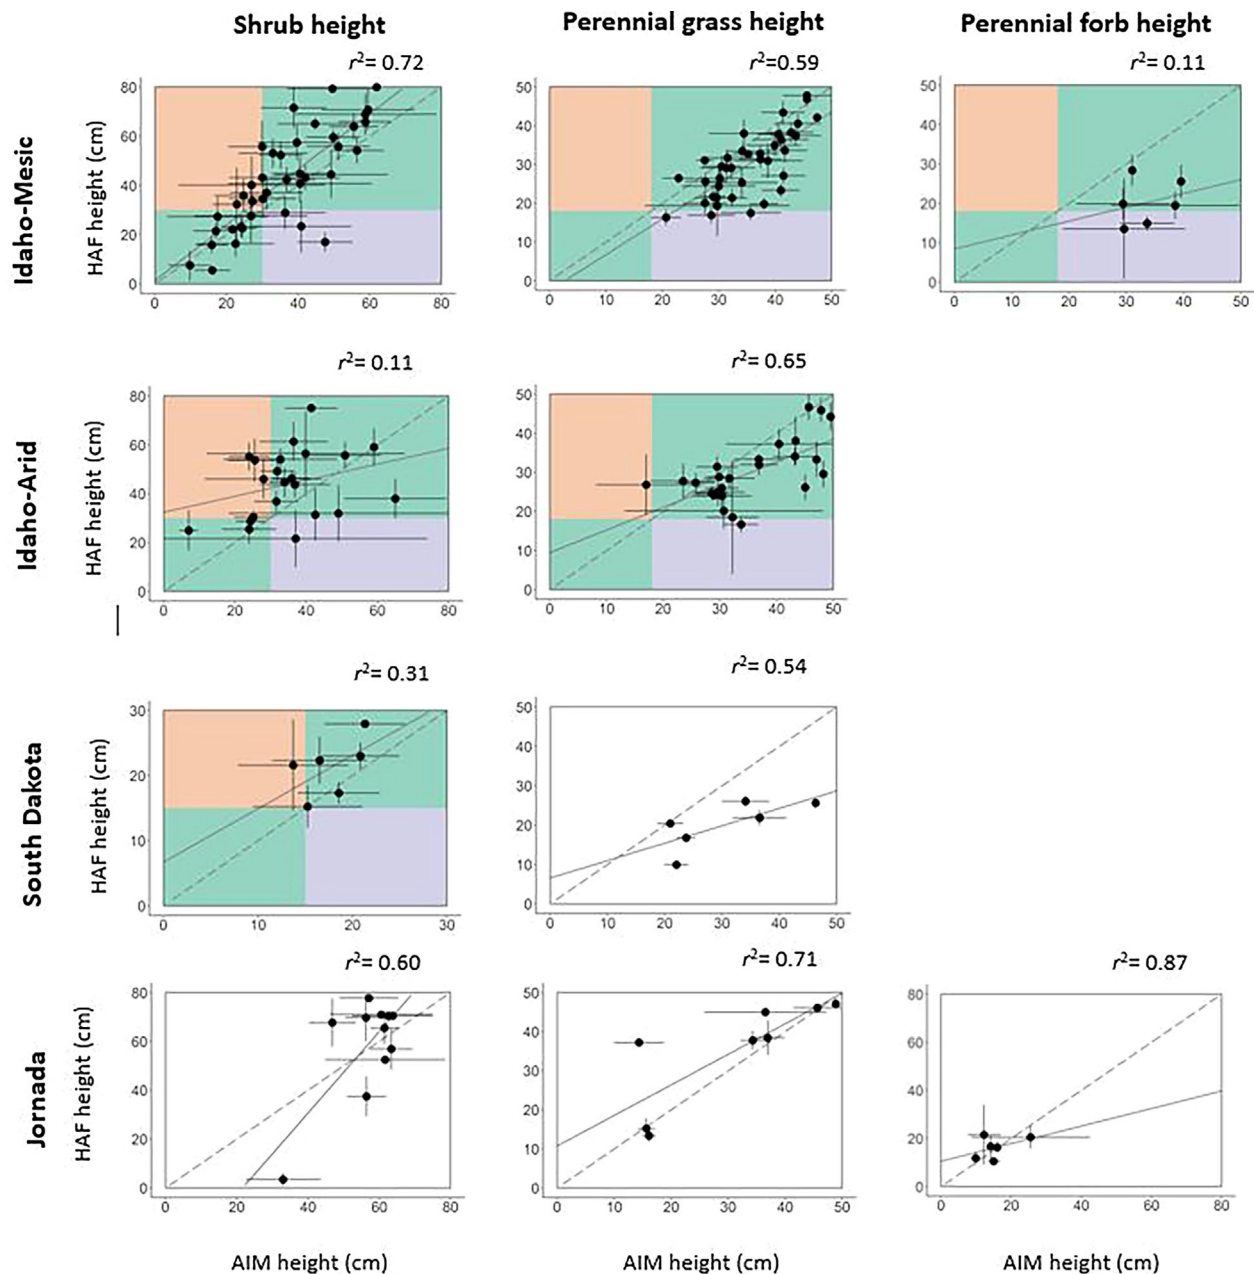 Shrub height Perennial grass height Perennial forb height
r²= 0.72 r²=0.59 r²= 0.11
Idaho-Mesic
HAF height (cm)
80
60
40
20
0
0 20 40 60 80
50
40
30
20
10
0
0 10 20 30 40 50
50
40
30
20
10
0
0 10 20 30 40 50
r²= 0.11 r²= 0.65
Idaho-Arid
HAF height (cm)
80
60
40
20
0
0 20 40 60 80
50
40
30
20
10
0
0 10 20 30 40 50
r²= 0.31 r²= 0.54
South Dakota
HAF height (cm)
30
20
10
0
0 10 20 30
50
40
30
20
10
0
0 10 20 30 40 50
r²= 0.60 r²= 0.71 r²= 0.87
Jornada
HAF height (cm)
80
60
40
20
0
0 20 40 60 80
50
40
30
20
10
0
0 10 20 30 40 50
80
60
40
20
0
0 20 40 60 80
AIM height (cm) AIM height (cm) AIM height (cm)